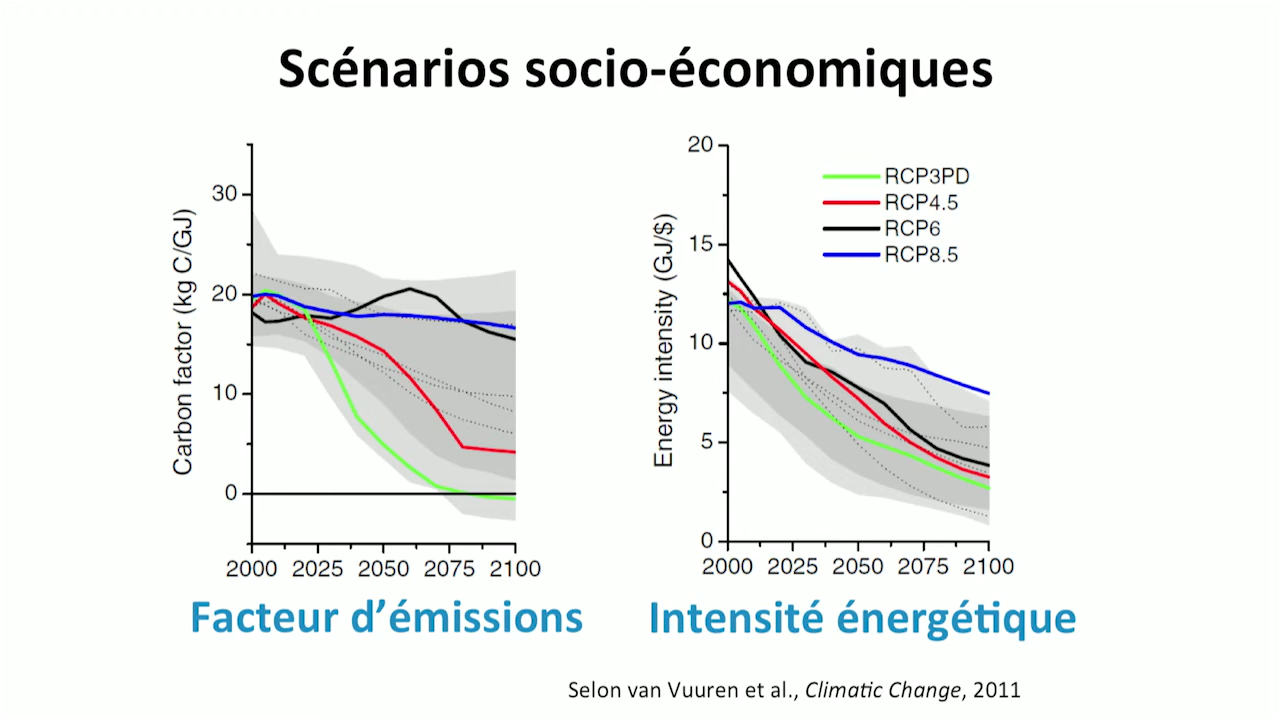 Scénarios socio-économiques
Carbon factor (kg C/GJ)
30
20
10
0
2000 2025 2050 2075 2100
Facteur d’émissions
Energy intensity (GJ/$)
20
15
10
5
0
RCP3PD
RCP4.5
RCP6
RCP8.5
2000 2025 2050 2075 2100
Intensité énergétique
Selon van Vuuren et al., Climatic Change, 2011